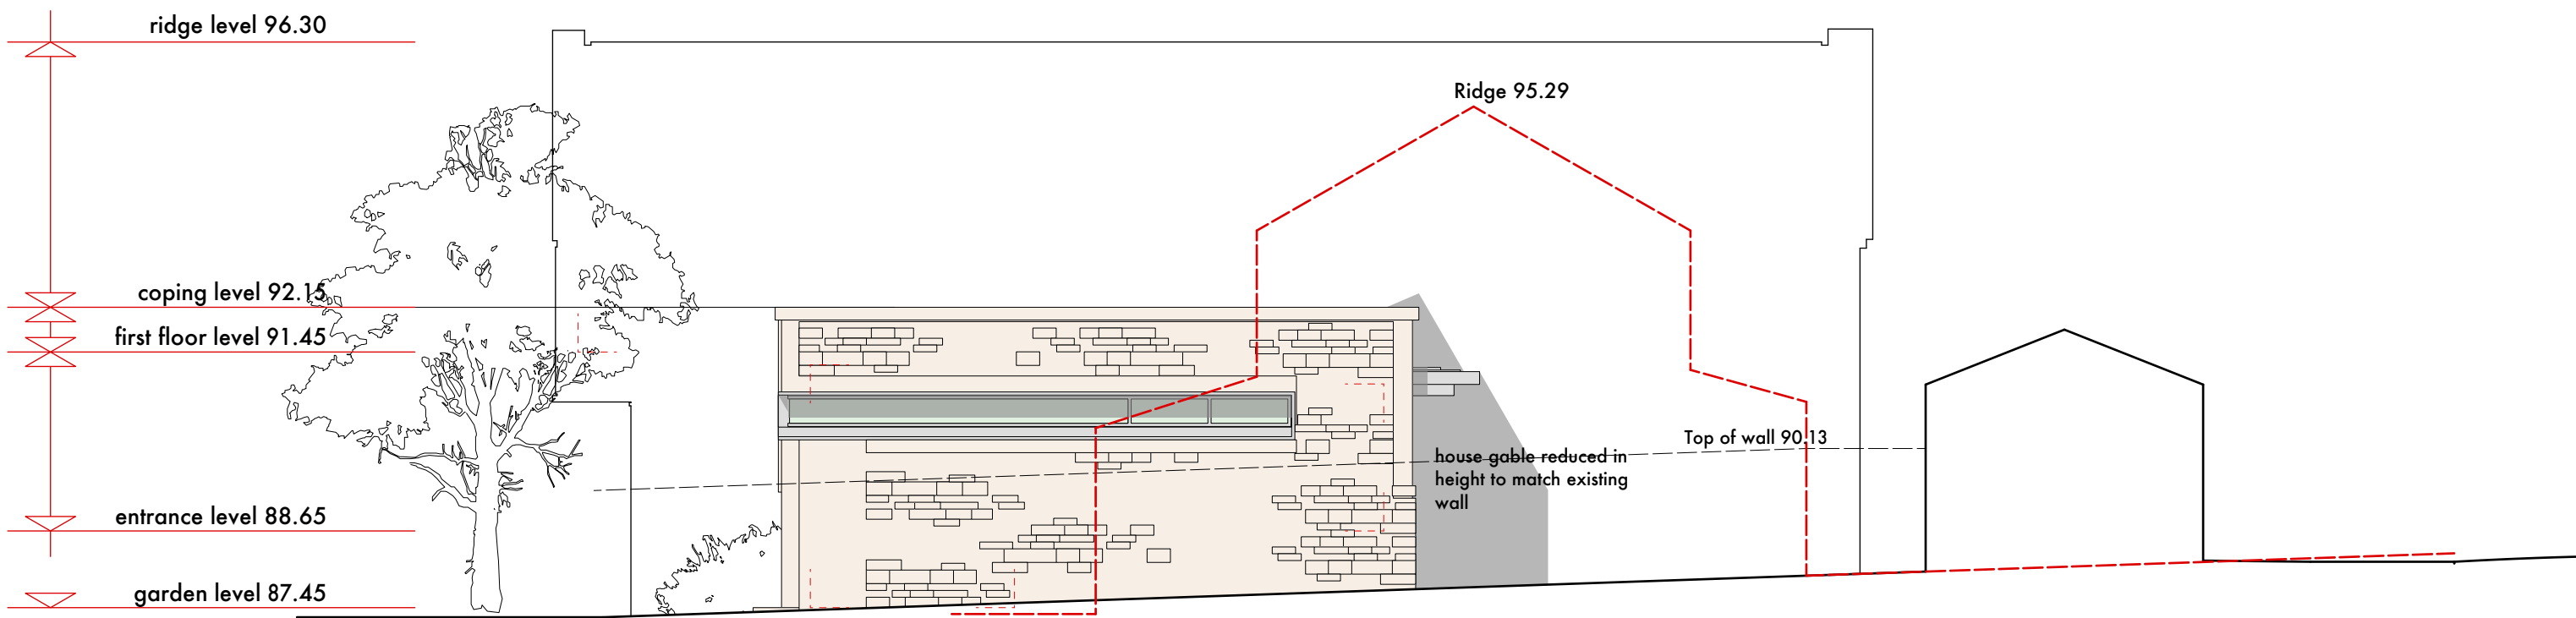 ridge level 96.30
Ridge 95.29
coping level 92.15
first floor level 91.45
Top of wall 90.13
house gable reduced in
height to match existing
wall
entrance level 88.65
garden level 87.45